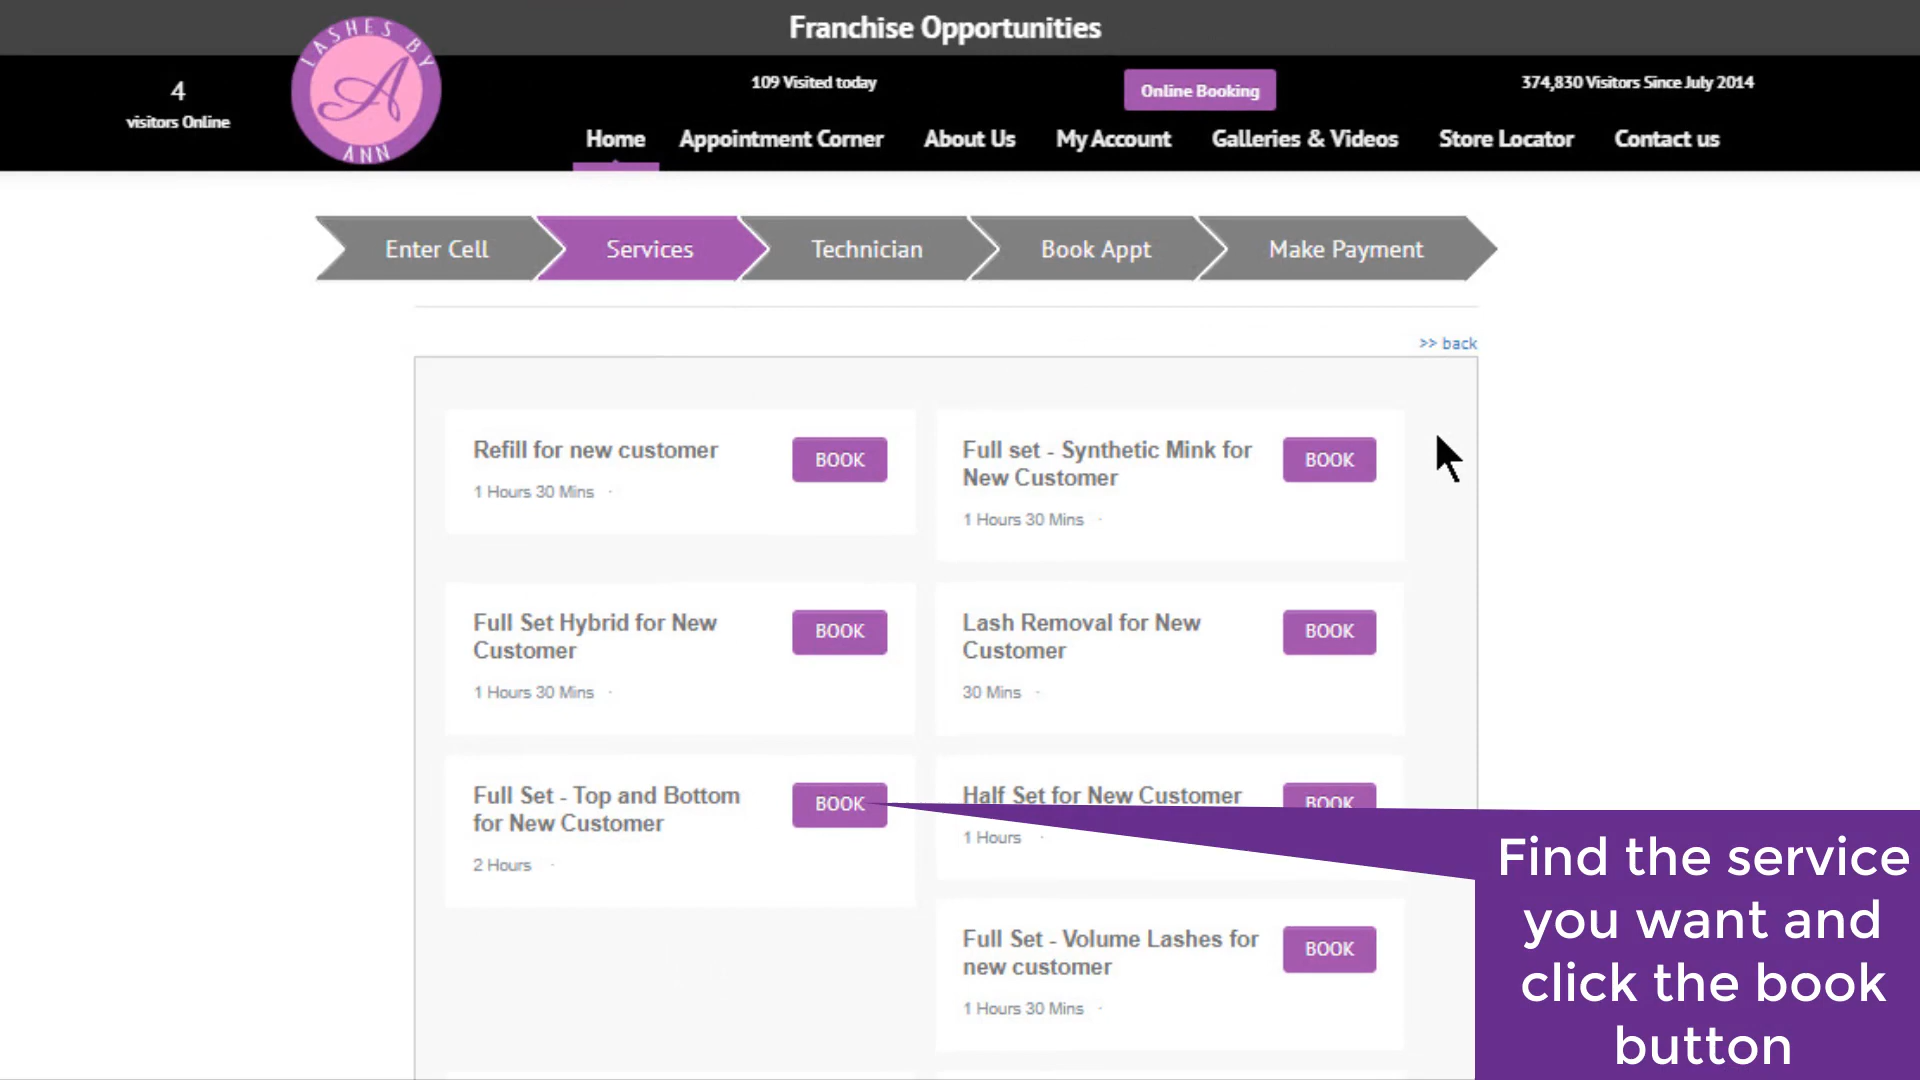 Franchise Opportunities
4
visitors Online
LASHES BY
A
ANN
109 Visited today
Online Booking
374,830 Visitors Since July 2014
Home
Appointment Corner
About Us
My Account
Galleries & Videos
Store Locator
Contact us
Enter Cell
Services
Technician
Book Appt
Make Payment
>> back
Refill for new customer
BOOK
1 Hours 30 Mins
Full set - Synthetic Mink for
New Customer
BOOK
1 Hours 30 Mins
Full Set Hybrid for New
Customer
BOOK
1 Hours 30 Mins
Lash Removal for New
Customer
BOOK
30 Mins
Full Set - Top and Bottom
for New Customer
BOOK
2 Hours
Half Set for New Customer
BOOK
1 Hours
Full Set - Volume Lashes for
new customer
BOOK
1 Hours 30 Mins
Find the service
you want and
click the book
button